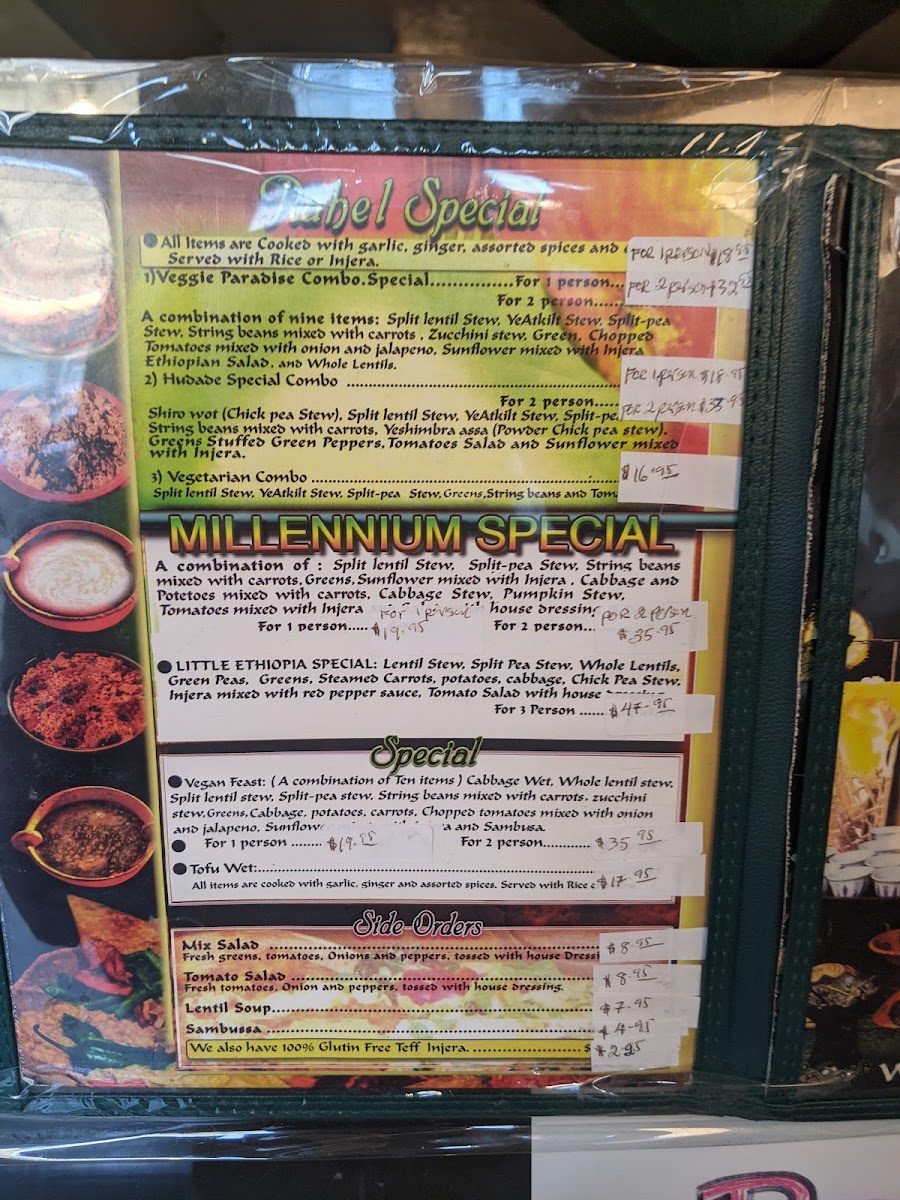 Rahel Special
All Items are Cooked with garlic, ginger, assorted spices and
Served with Rice or Injera.
FOR 1 PERSON $18.95
1)Veggie Paradise Combo.Special...............For 1 person...
FOR 2 PERSON $32.95
For 2 person......
A combination of nine items: Split lentil Stew, YeAtkilt Stew, Split-pea
Stew, String beans mixed with carrots , Zucchini stew, Green, Chopped
Tomatoes mixed with onion and jalapeno, Sunflower mixed with Injera
Ethiopian Salad, and Whole Lentils.
2) Hudade Special Combo ....................................... FOR 1 PERSON $18.95
For 2 person...... FOR 2 PERSON $35.95
Shiro wot (Chick pea Stew), Split lentil Stew, YeAtkilt Stew, Split-pe
String beans mixed with carrots, Yeshimbra assa (Powder Chick pea stew).
Greens Stuffed Green Peppers,Tomatoes Salad and Sunflower mixed
with Injera.
3) Vegetarian Combo .................................................. $16.95
Split lentil Stew, YeAtkilt Stew, Split-pea Stew,Greens,String beans and Tom
MILLENNIUM SPECIAL
A combination of : Split lentil Stew, Split-pea Stew, String beans
mixed with carrots,Greens,Sunflower mixed with Injera , Cabbage and
Potetoes mixed with carrots, Cabbage Stew, Pumpkin Stew,
Tomatoes mixed with Injera house dressing
FOR 1 PERSON FOR 2 PERSON
For 1 person..... $19.95 For 2 person... $35.95
LITTLE ETHIOPIA SPECIAL: Lentil Stew, Split Pea Stew, Whole Lentils,
Green Peas, Greens, Steamed Carrots, potatoes, cabbage, Chick Pea Stew,
Injera mixed with red pepper sauce, Tomato Salad with house
For 3 Person ...... $47.95
Special
Vegan Feast: ( A combination of Ten items ) Cabbage Wet, Whole lentil stew,
Split lentil stew, Split-pea stew, String beans mixed with carrots, zucchini
stew,Greens,Cabbage, potatoes, carrots, Chopped tomatoes mixed with onion
and jalapeno, Sunflow a and Sambusa.
For 1 person ........ $19.95 For 2 person............ $35.95
Tofu Wet:.............................................................. $17.95
All items are cooked with garlic, ginger and assorted spices. Served with Rice
Side Orders
Mix Salad ............................................................ $8.95
Fresh greens, tomatoes, Onions and peppers, tossed with house Dressi
Tomato Salad ....................................................... $8.95
Fresh tomatoes, Onion and peppers, tossed with house dressing.
Lentil Soup........................................................... $7.95
Sambussa ............................................................ $4.95
We also have 100% Glutin Free Teff Injera. ........................ $ $2.25